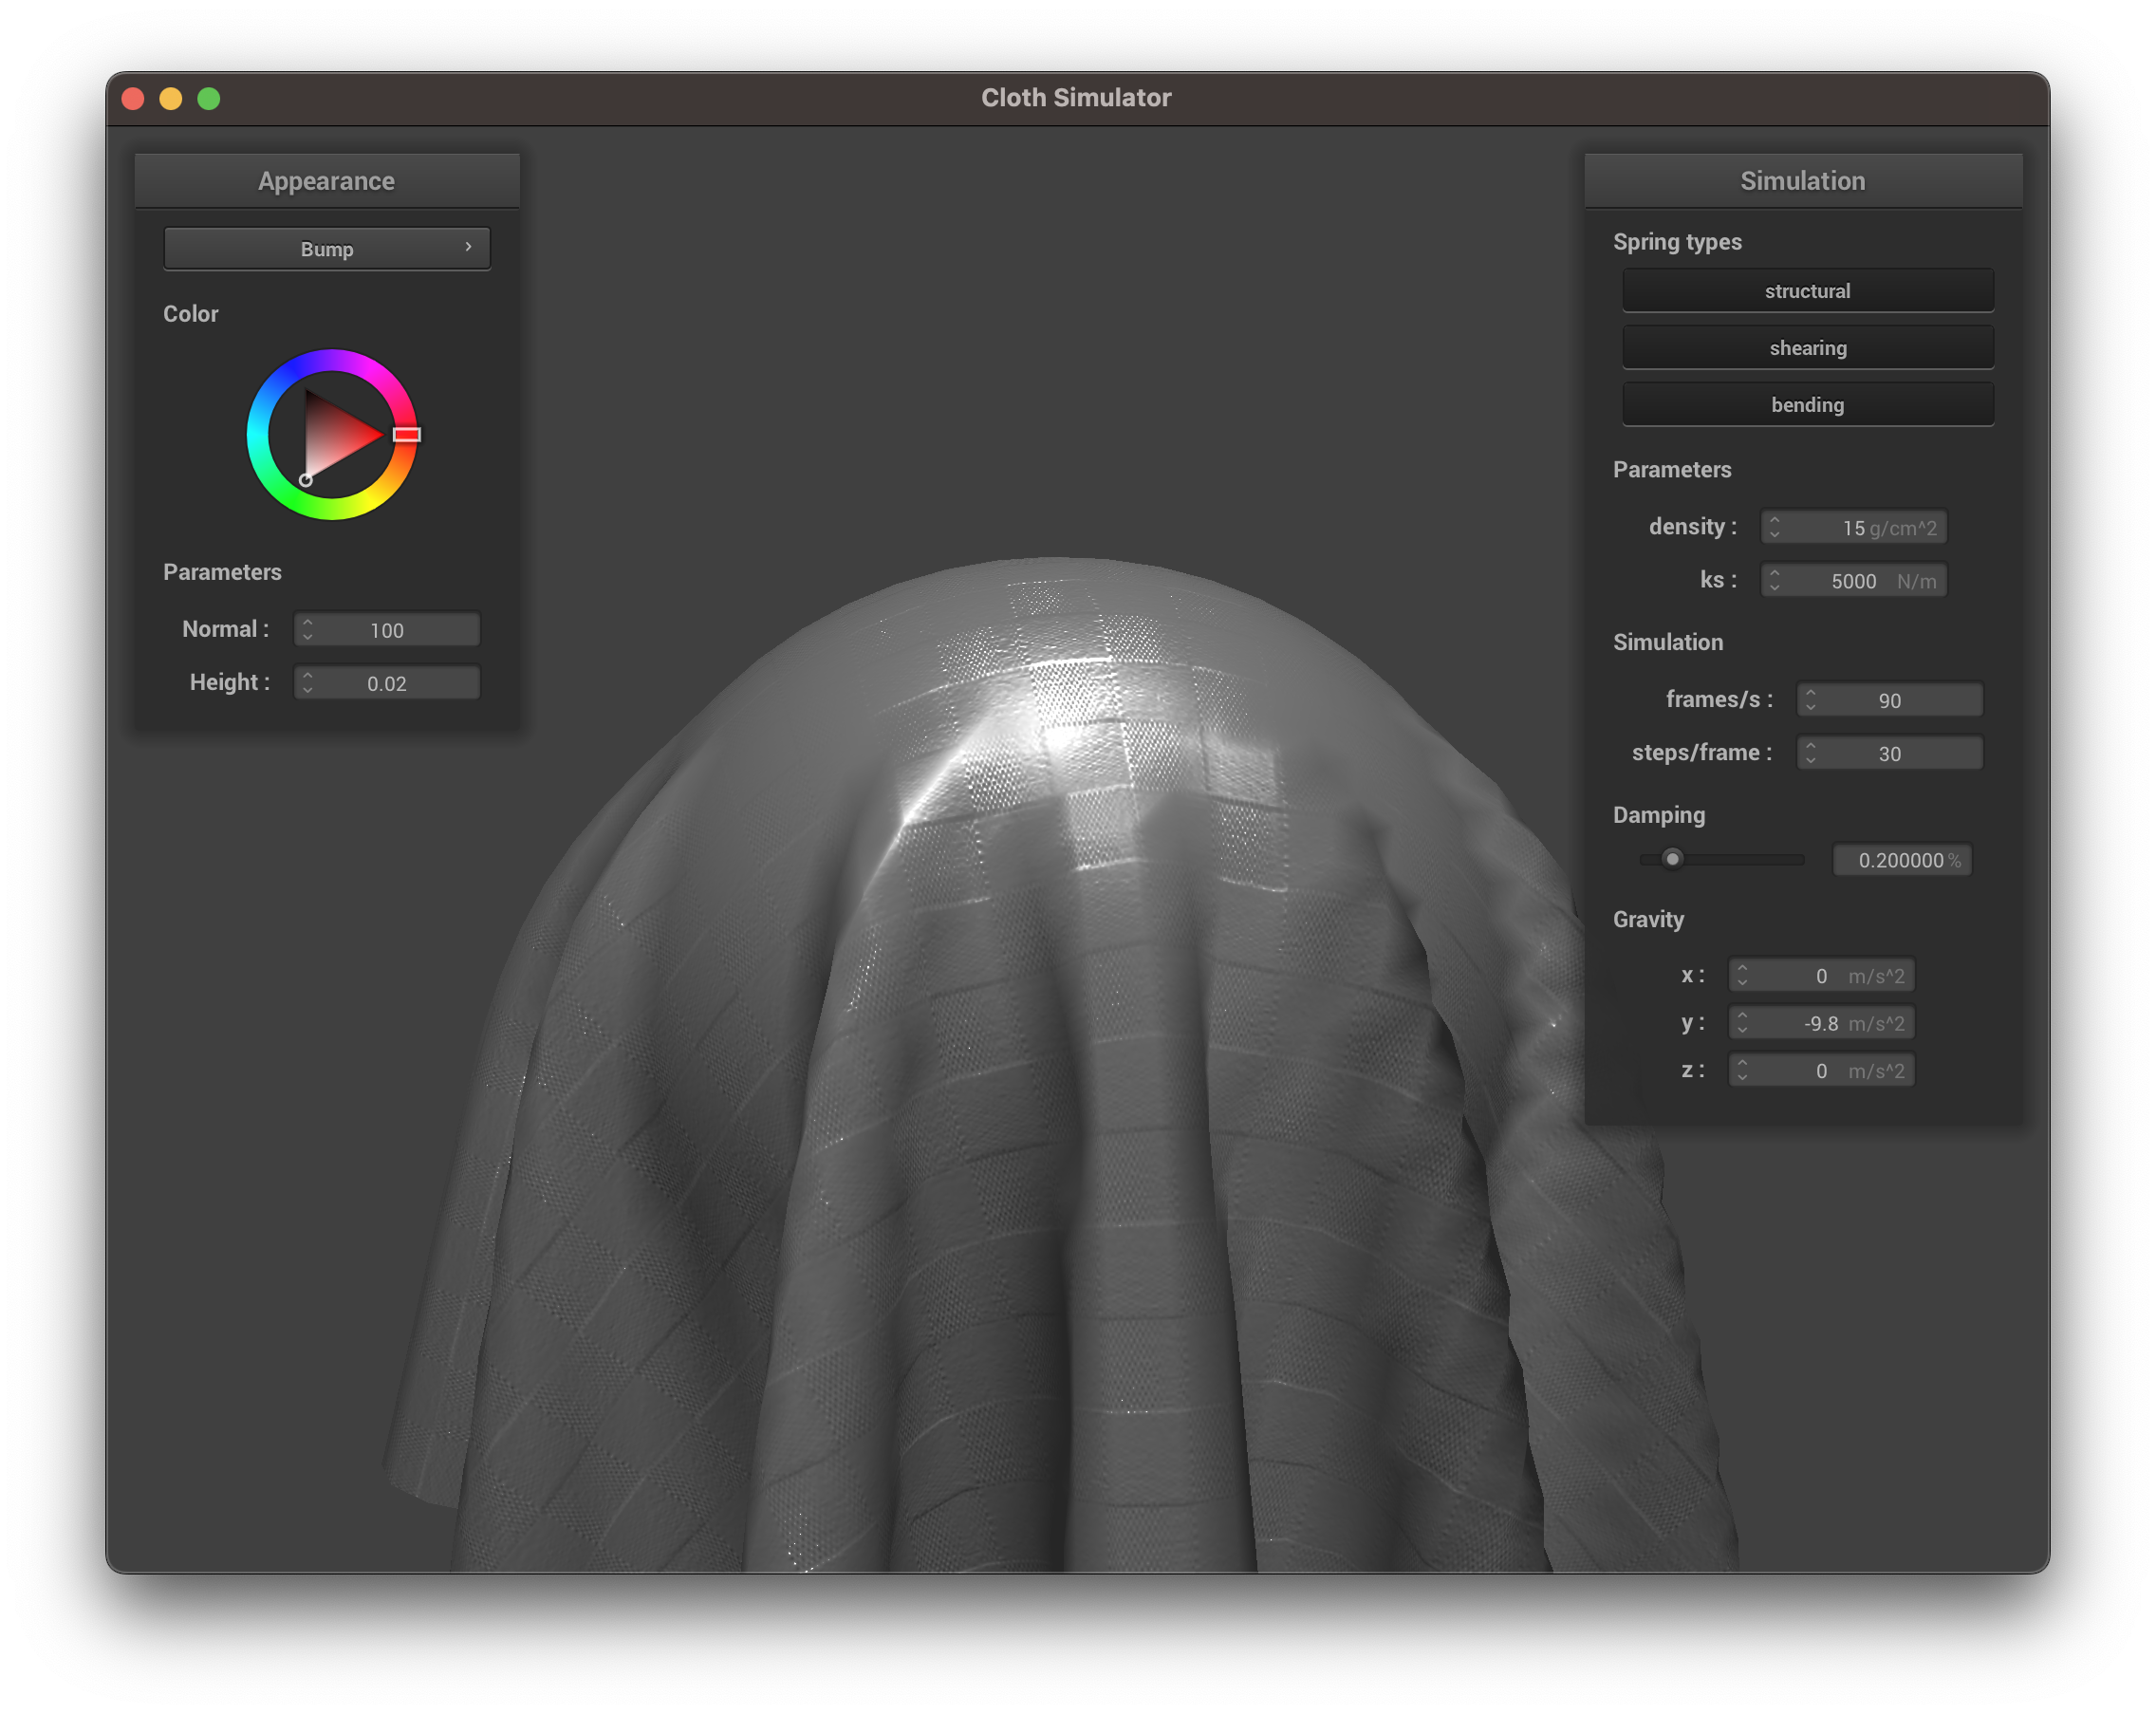 Cloth Simulator
Appearance
Bump
Color
Parameters
Normal : 100
Height : 0.02
Simulation
Spring types
structural
shearing
bending
Parameters
density : 15 g/cm^2
ks : 5000 N/m
Simulation
frames/s : 90
steps/frame : 30
Damping
0.200000 %
Gravity
x : 0 m/s^2
y : -9.8 m/s^2
z : 0 m/s^2